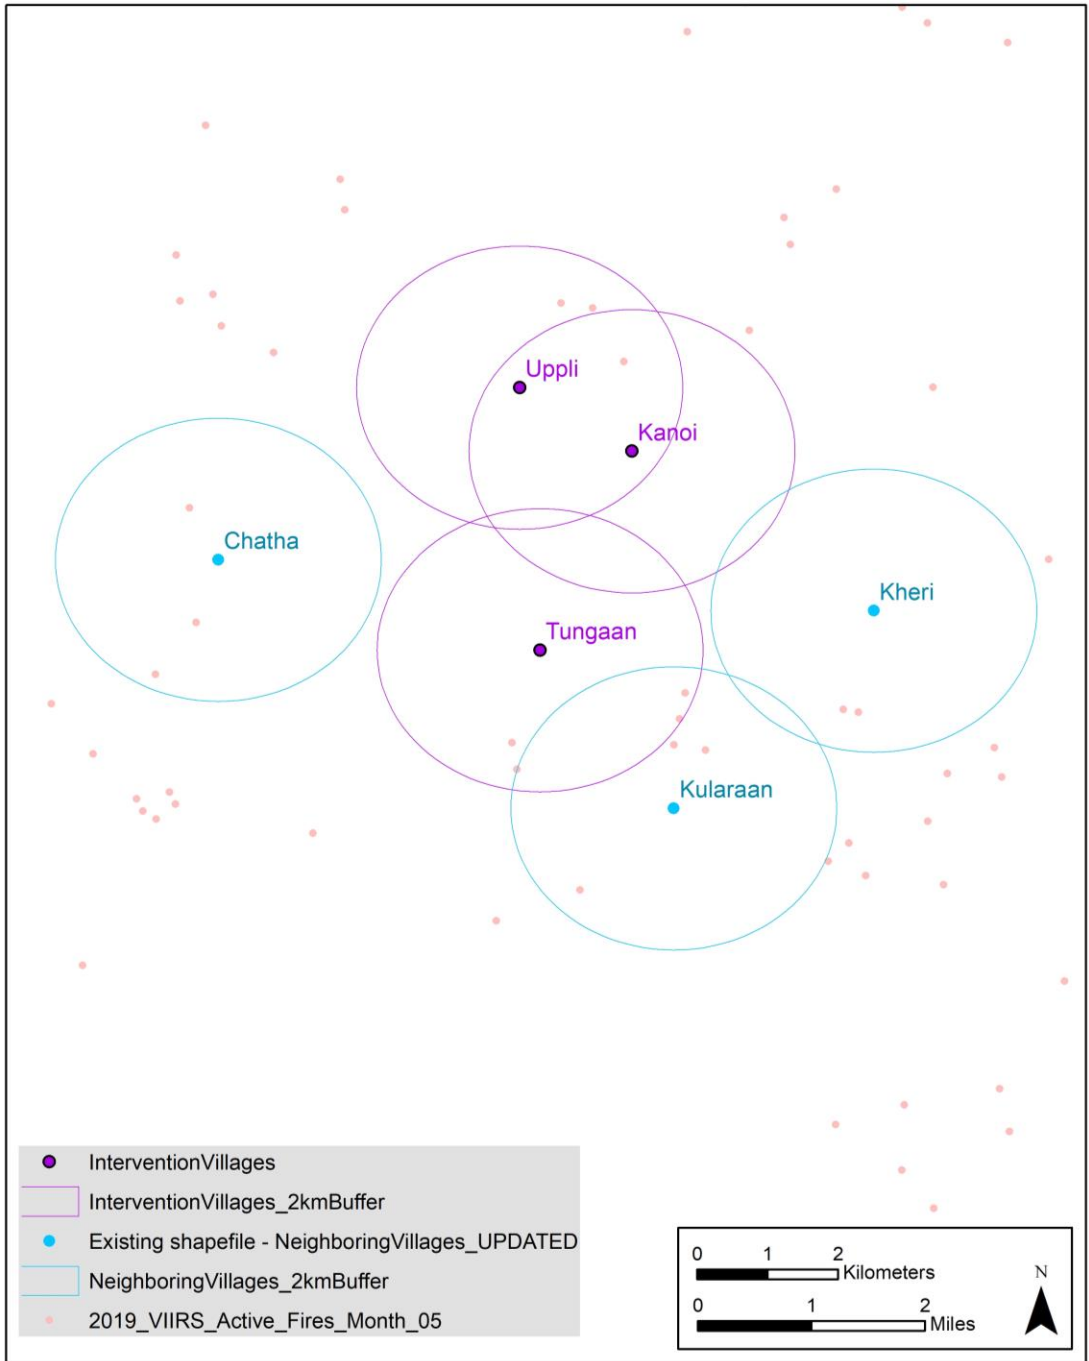 Uppli
Kanoi
Chatha
Kheri
Tungaan
Kularaan
InterventionVillages
InterventionVillages_2kmBuffer
Existing shapefile - NeighboringVillages_UPDATED
NeighboringVillages_2kmBuffer
2019_VIIRS_Active_Fires_Month_05
0 1 2
Kilometers
0 1 2
Miles
N